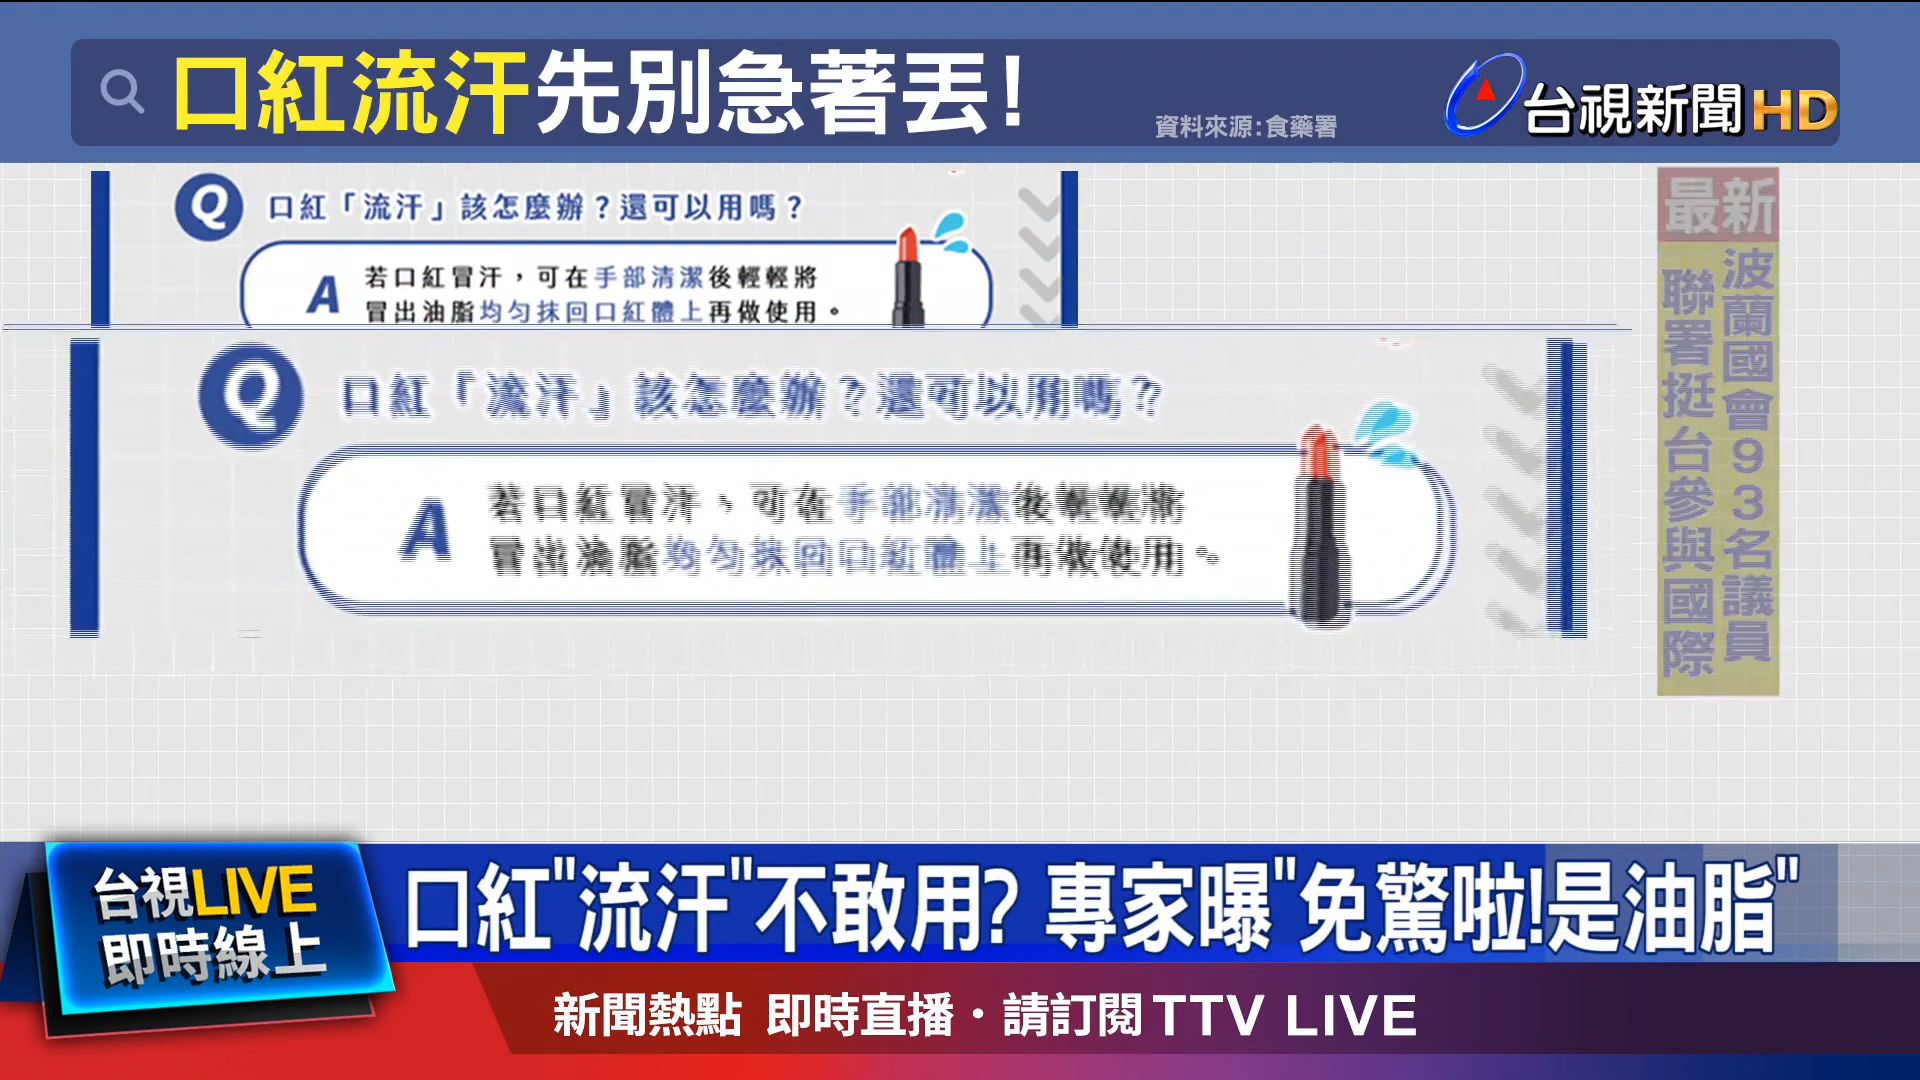 口紅流汗先別急著丟!
資料來源:食藥署
台視新聞HD
Q 口紅「流汗」該怎麼辦?還可以用嗎?
A 若口紅冒汗,可在手部清潔後輕輕將
冒出油脂均勻抹回口紅體上再做使用。
Q 口紅「流汗」該怎麼辦?還可以用嗎?
A 若口紅冒汗,可在手部清潔後輕輕將
冒出油脂均勻抹回口紅體上再做使用。
最新
波蘭國會93名議員
聯署挺台參與國際
台視LIVE
即時線上
口紅"流汗"不敢用? 專家曝"免驚啦!是油脂"
新聞熱點 即時直播·請訂閱TTV LIVE